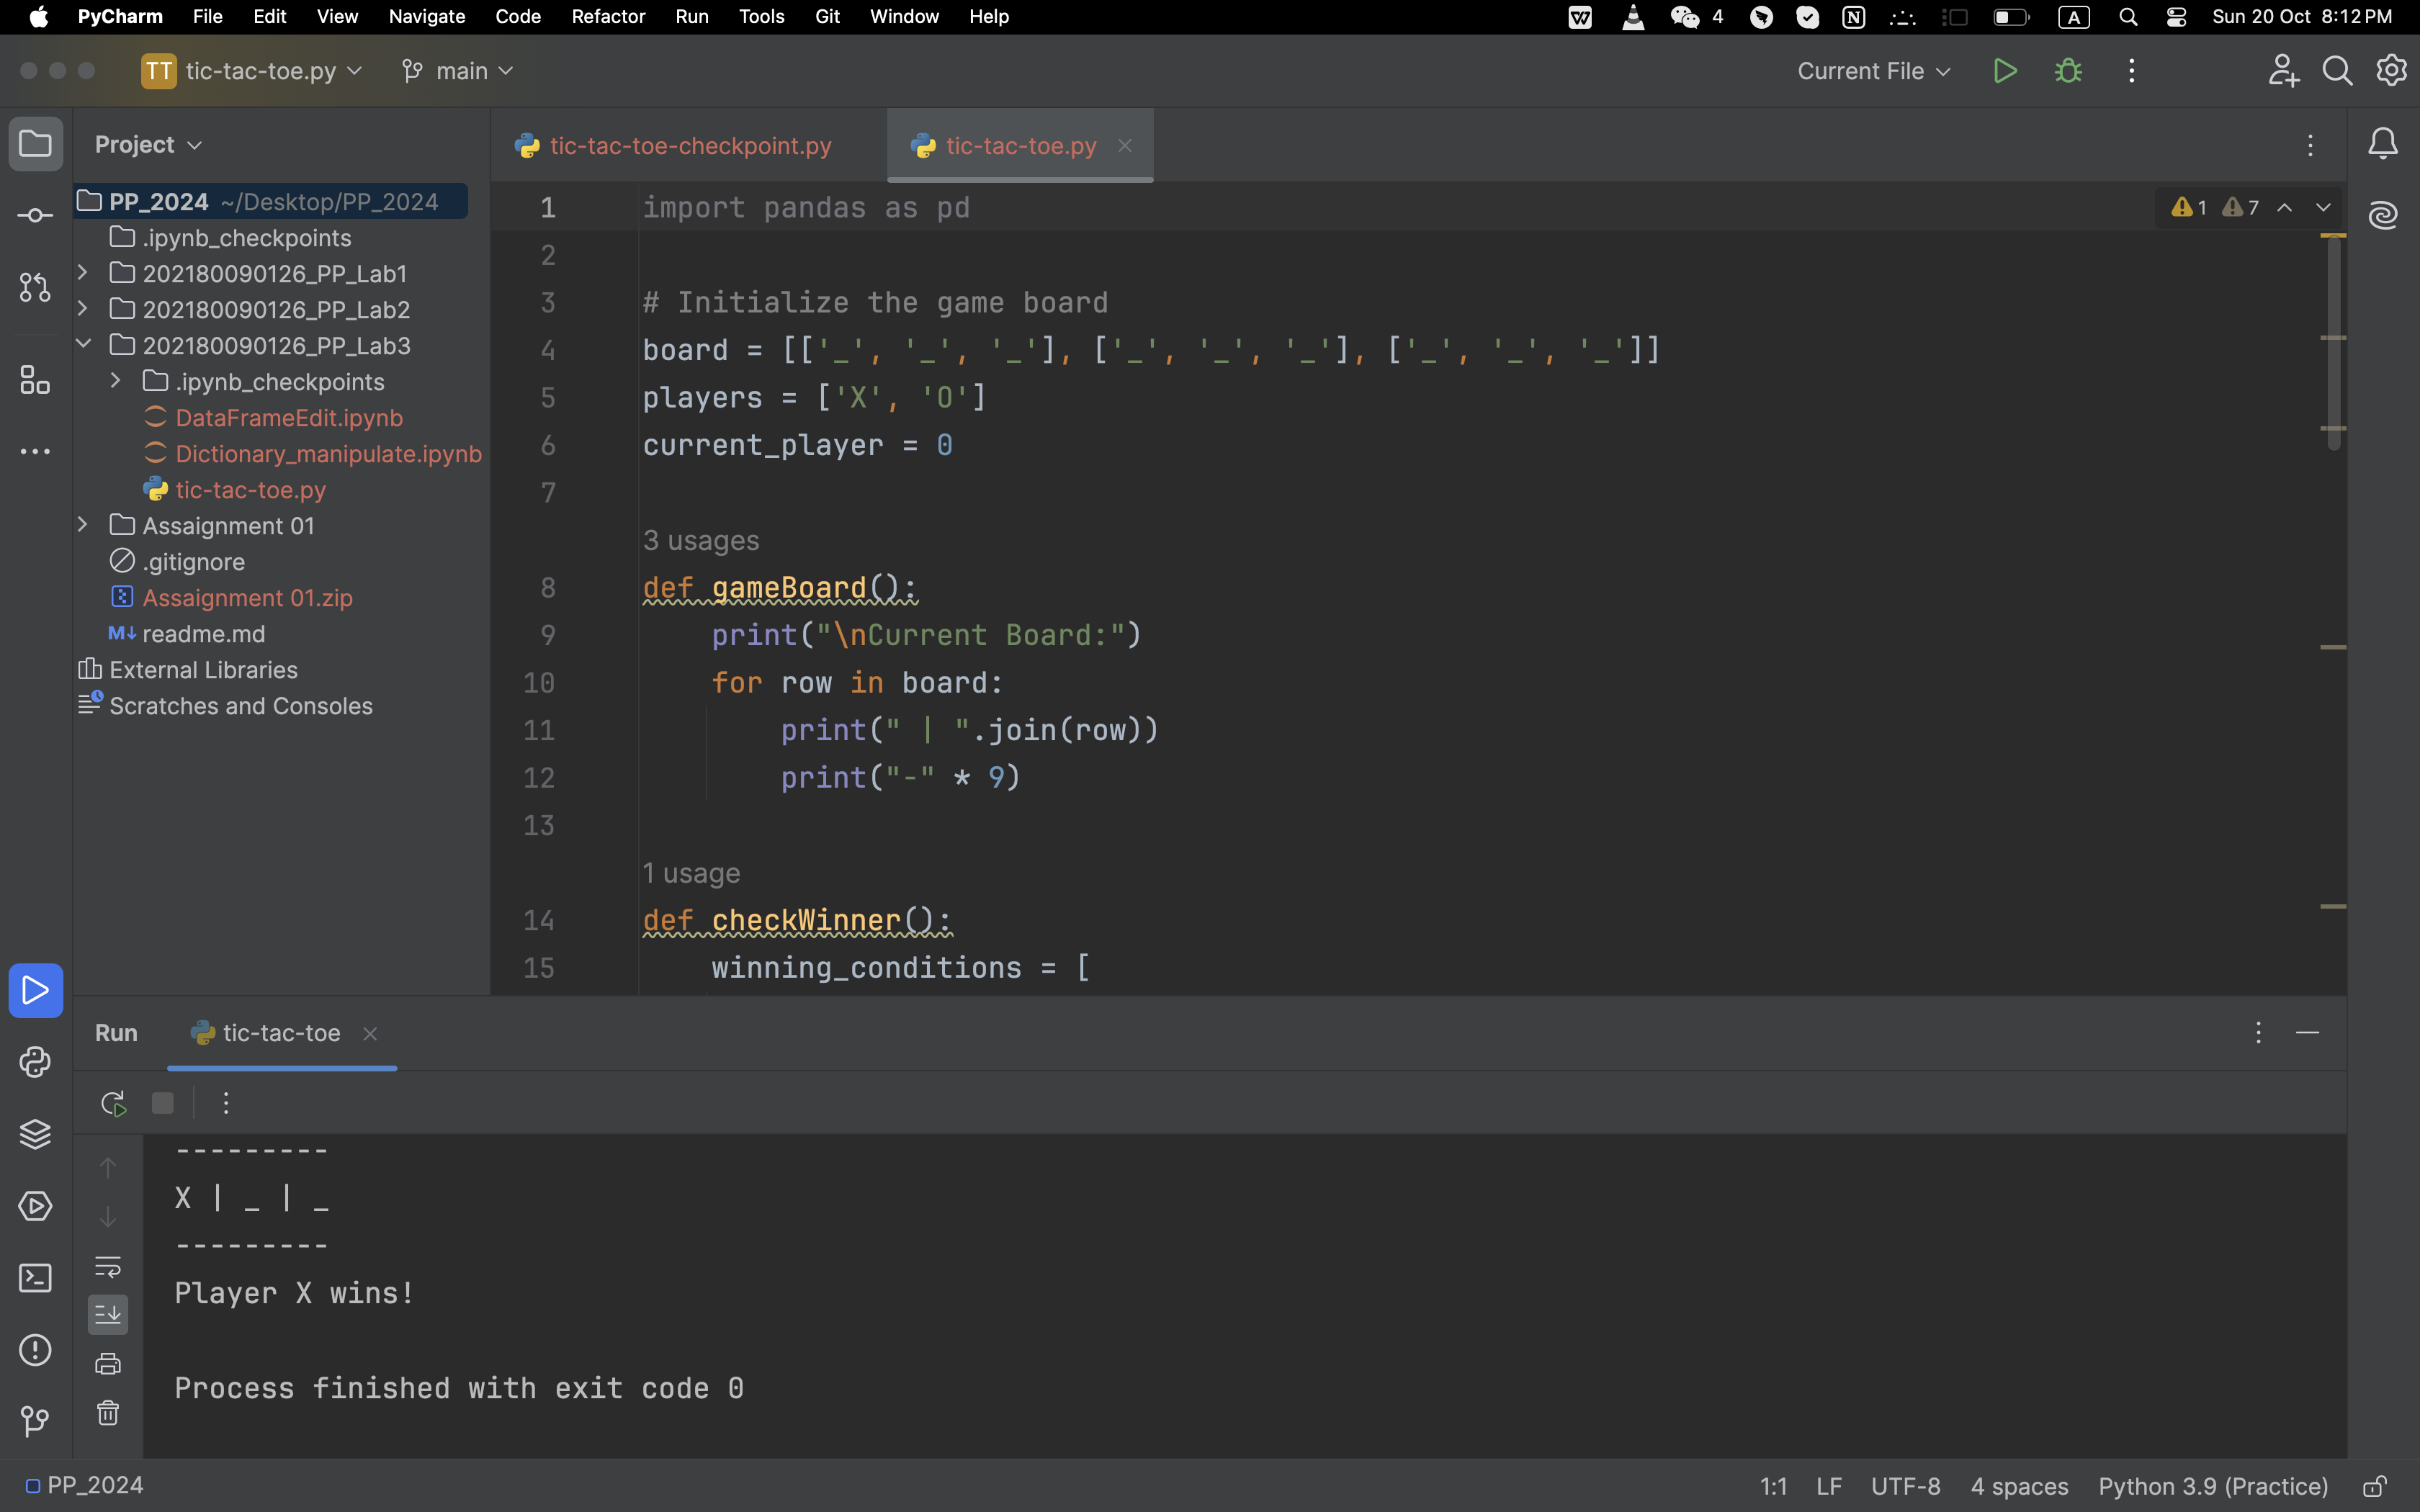 PyCharm File Edit View Navigate Code Refactor Run Tools Git Window Help 4 A Sun 20 Oct 8:12 PM
TT tic-tac-toe.py main Current File
Project
tic-tac-toe-checkpoint.py tic-tac-toe.py
PP_2024 ~/Desktop/PP_2024
.ipynb_checkpoints
202180090126_PP_Lab1
202180090126_PP_Lab2
202180090126_PP_Lab3
.ipynb_checkpoints
DataFrameEdit.ipynb
Dictionary_manipulate.ipynb
tic-tac-toe.py
Assaignment 01
.gitignore
Assaignment 01.zip
M↓ readme.md
External Libraries
Scratches and Consoles
1 import pandas as pd
1 7
2
3 # Initialize the game board
4 board = [['_', '_', '_'], ['_', '_', '_'], ['_', '_', '_']]
5 players = ['X', 'O']
6 current_player = 0
7
3 usages
8 def gameBoard():
9 print("\nCurrent Board:")
10 for row in board:
11 print(" | ".join(row))
12 print("-" * 9)
13
1 usage
14 def checkWinner():
15 winning_conditions = [
Run tic-tac-toe
---------
X | _ | _
---------
Player X wins!
Process finished with exit code 0
PP_2024 1:1 LF UTF-8 4 spaces Python 3.9 (Practice)